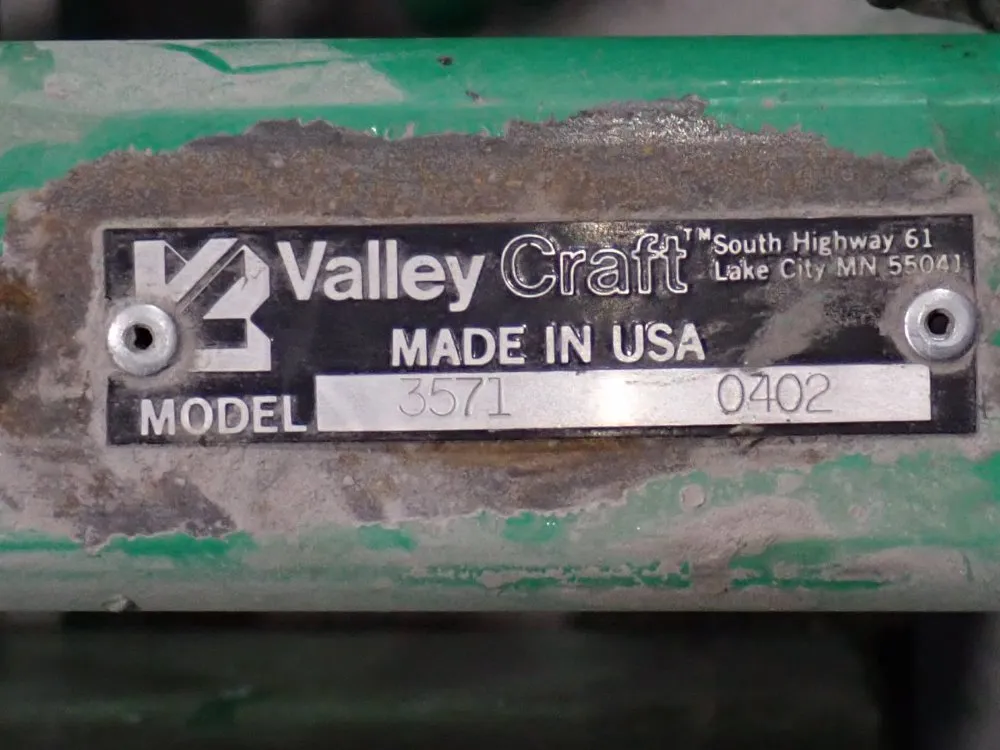 Valley Craft™ South Highway 61
Lake City MN 55041
MADE IN USA
MODEL 3571 0402